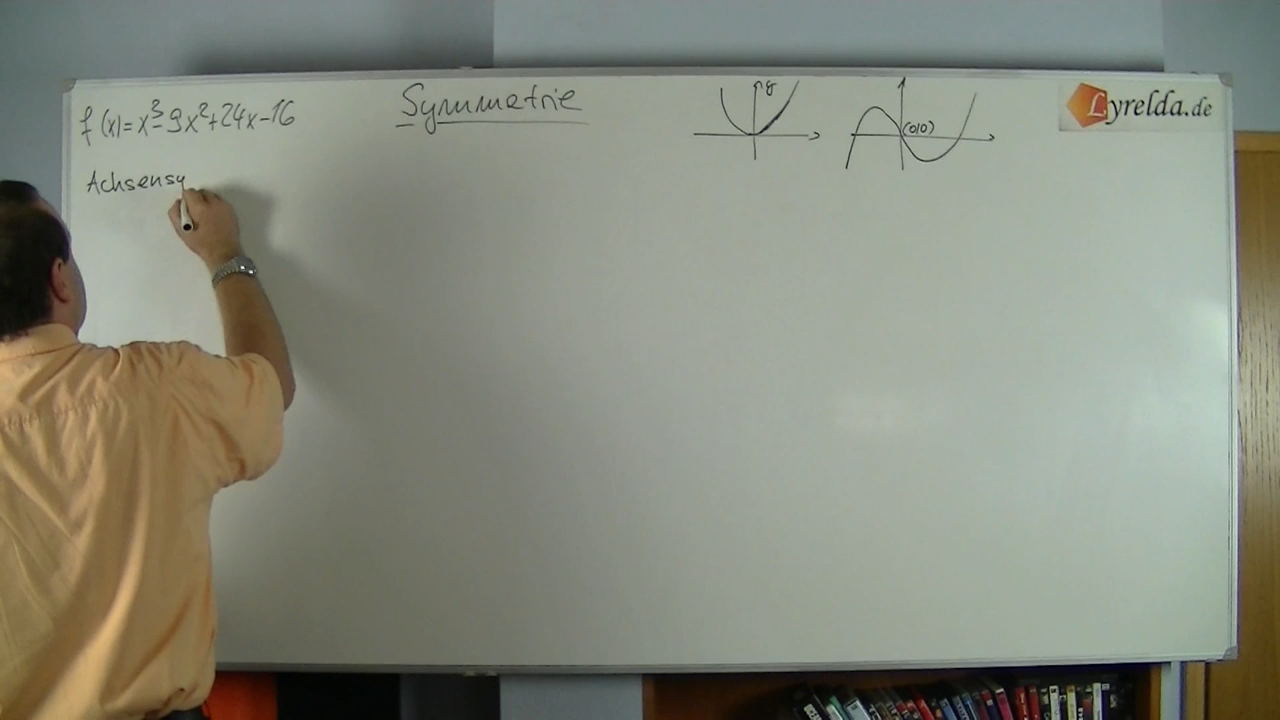 f(x)=x³-9x²+24x-16
Symmetrie
y
(0|0)
Lyrelda.de
Achsensy